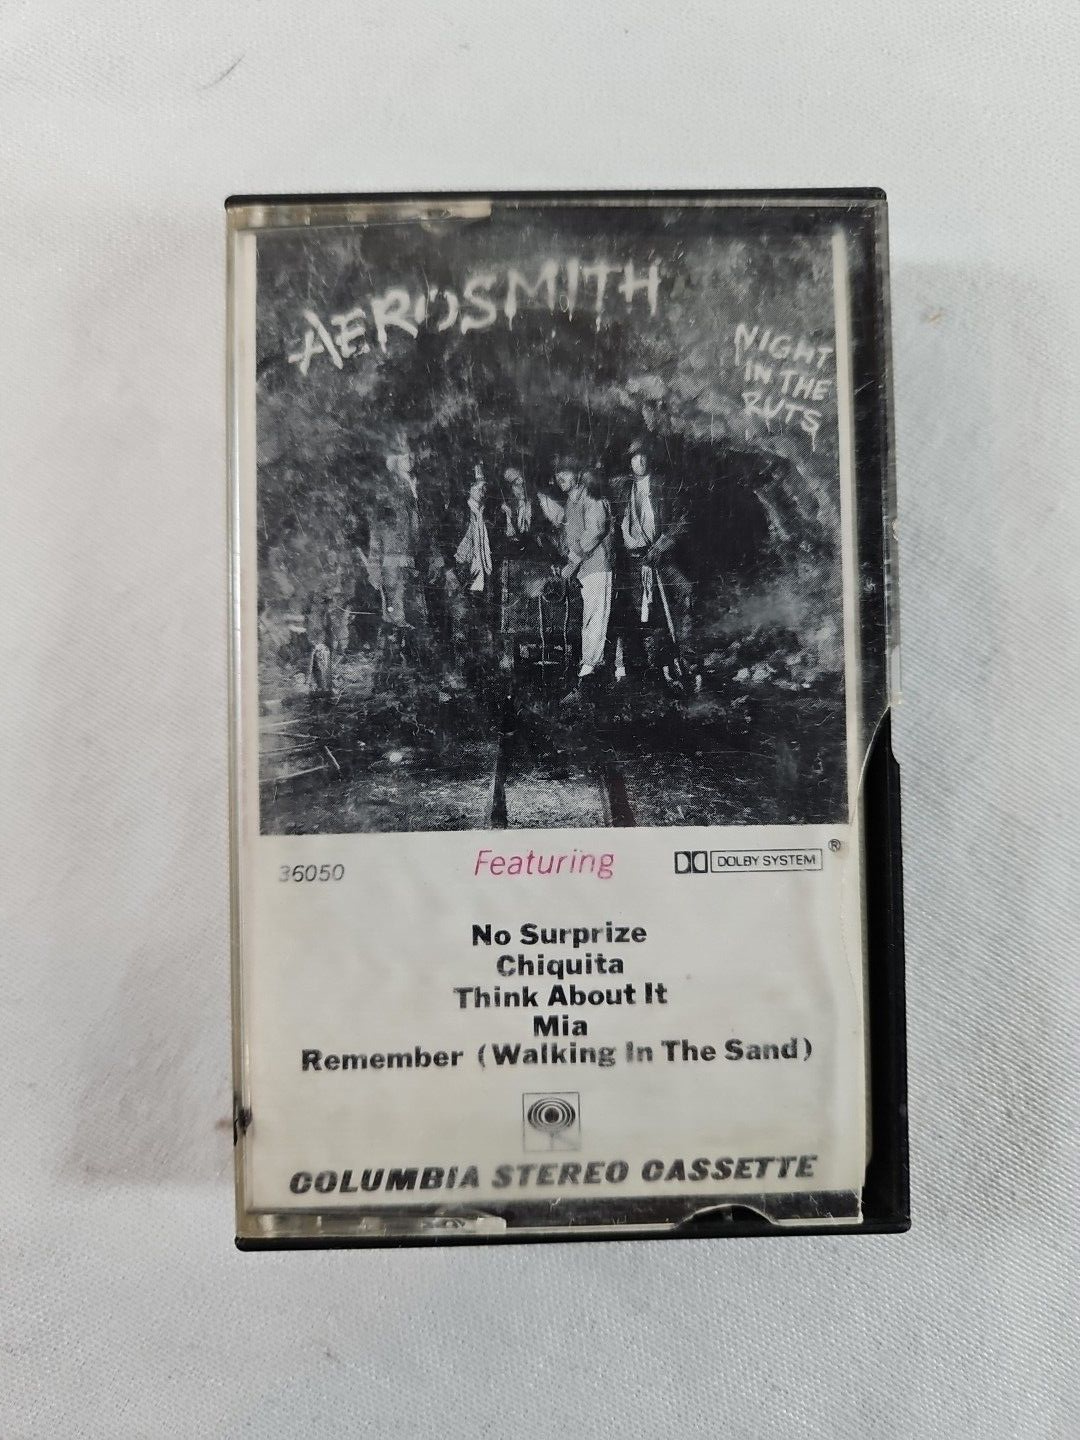 AEROSMITH
NIGHT
IN THE
RUTS
36050
Featuring
DOLBY SYSTEM ®
No Surprize
Chiquita
Think About It
Mia
Remember (Walking In The Sand)
COLUMBIA STEREO CASSETTE